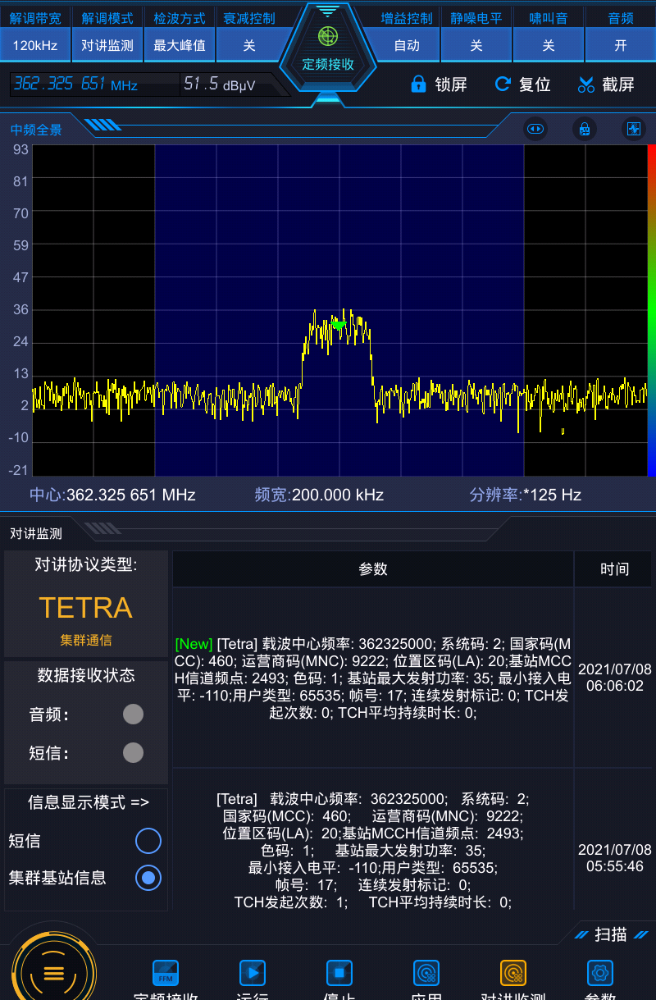 解调带宽 解调模式 检波方式 衰减控制 增益控制 静噪电平 啸叫音 音频
120kHz 对讲监测 最大峰值 关 自动 关 关 开
定频接收
362.325 651 MHz 51.5 dBμV 锁屏 复位 截屏
中频全景
93
81
70
59
47
36
24
13
2
-10
-21
中心:362.325 651 MHz 频宽:200.000 kHz 分辨率:*125 Hz
对讲监测
对讲协议类型:
TETRA
集群通信
数据接收状态
音频:
短信:
信息显示模式 =>
短信
集群基站信息
参数 时间
[New] [Tetra] 载波中心频率: 362325000; 系统码: 2; 国家码(M
CC): 460; 运营商码(MNC): 9222; 位置区码(LA): 20;基站MCC
H信道频点: 2493; 色码: 1; 基站最大发射功率: 35; 最小接入电
平: -110;用户类型: 65535; 帧号: 17; 连续发射标记: 0; TCH发
起次数: 0; TCH平均持续时长: 0;
2021/07/08
06:06:02
[Tetra] 载波中心频率: 362325000; 系统码: 2;
国家码(MCC): 460; 运营商码(MNC): 9222;
位置区码(LA): 20;基站MCCH信道频点: 2493;
色码: 1; 基站最大发射功率: 35;
最小接入电平: -110;用户类型: 65535;
帧号: 17; 连续发射标记: 0;
TCH发起次数: 1; TCH平均持续时长: 0;
2021/07/08
05:55:46
扫描
FFM
定频接收 运行 停止 应用 对讲监测 参数